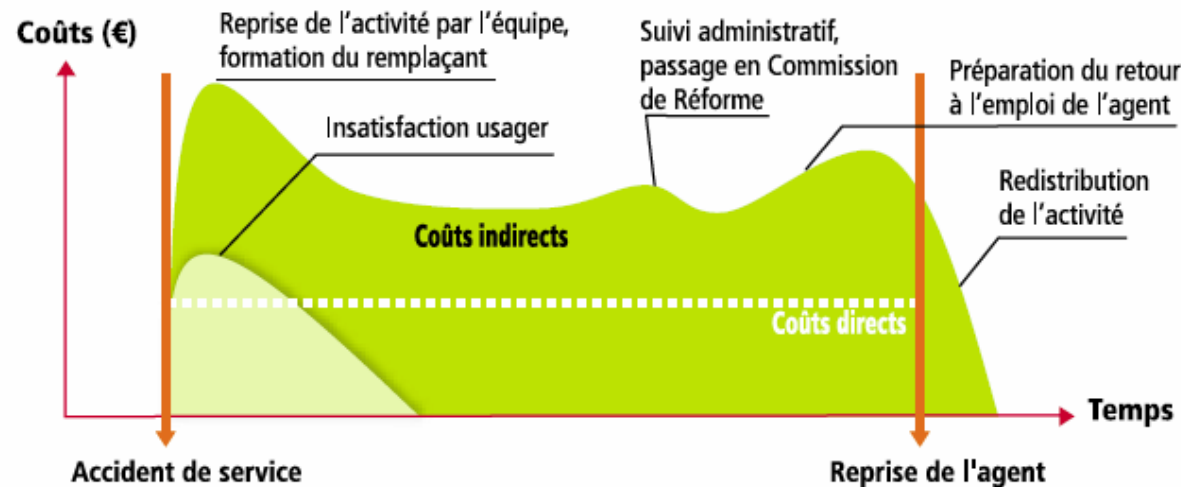 Coûts (€)
Reprise de l'activité par l'équipe,
formation du remplaçant
Insatisfaction usager
Suivi administratif,
passage en Commission
de Réforme
Préparation du retour
à l'emploi de l'agent
Redistribution
de l'activité
Coûts indirects
Coûts directs
Temps
Accident de service
Reprise de l'agent